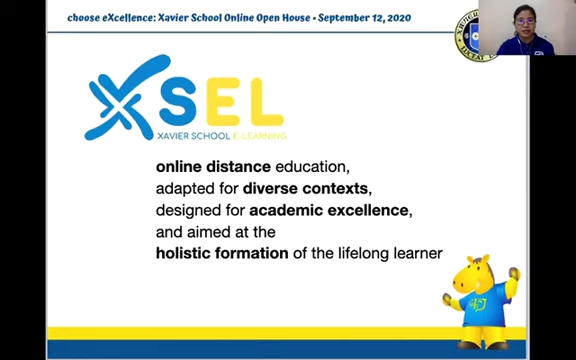 choose eXcellence: Xavier School Online Open House • September 12, 2020
XSEL
XAVIER SCHOOL E-LEARNING
online distance education,
adapted for diverse contexts,
designed for academic excellence,
and aimed at the
holistic formation of the lifelong learner